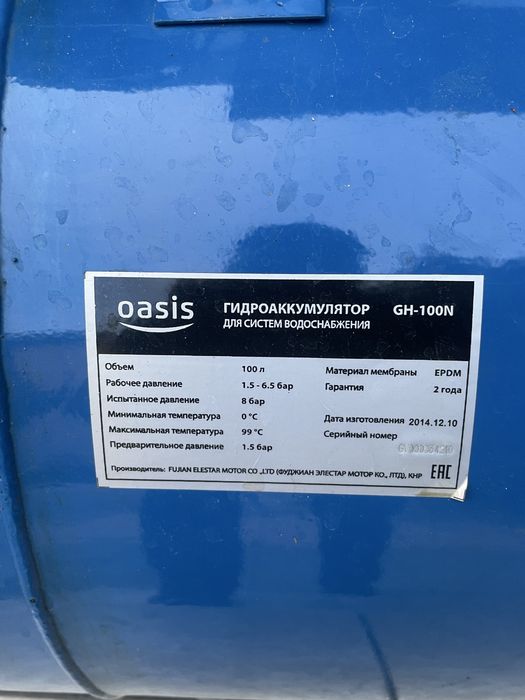 oasis
ГИДРОАККУМУЛЯТОР GH-100N
ДЛЯ СИСТЕМ ВОДОСНАБЖЕНИЯ
Объем 100 л
Рабочее давление 1.5 - 6.5 бар
Испытанное давление 8 бар
Минимальная температура 0 °C
Максимальная температура 99 °C
Предварительное давление 1.5 бар
Материал мембраны EPDM
Гарантия 2 года
Дата изготовления 2014.12.10
Серийный номер
Производитель: FUJIAN ELESTAR MOTOR CO .,LTD (ФУДЖИАН ЭЛЕСТАР МОТОР КО., ЛТД), КНР
EAC